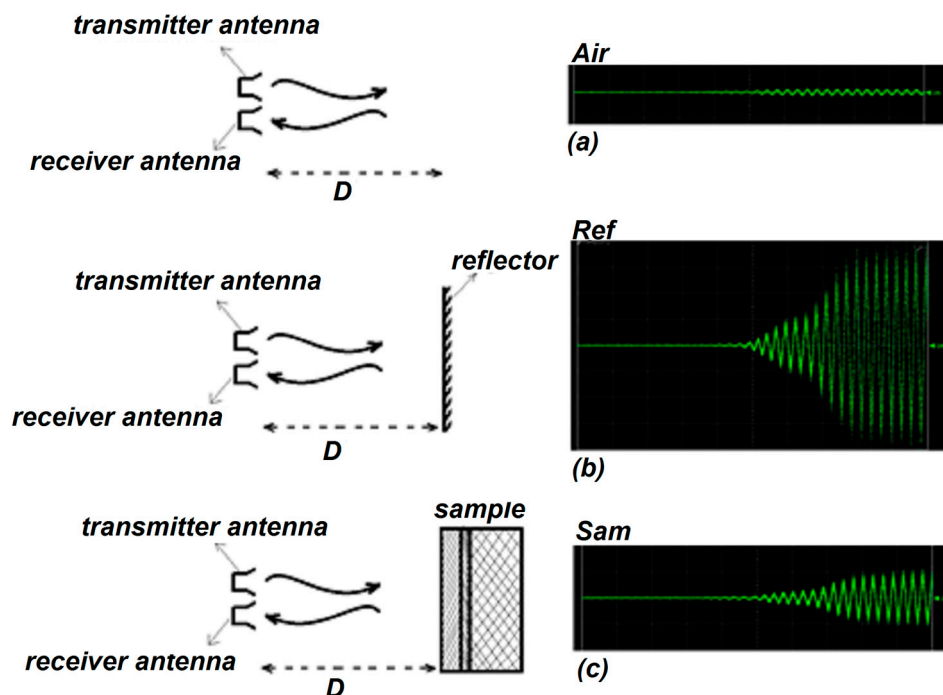 transmitter antenna
receiver antenna
D
Air
(a)
transmitter antenna
reflector
receiver antenna
D
Ref
(b)
transmitter antenna
sample
receiver antenna
D
Sam
(c)